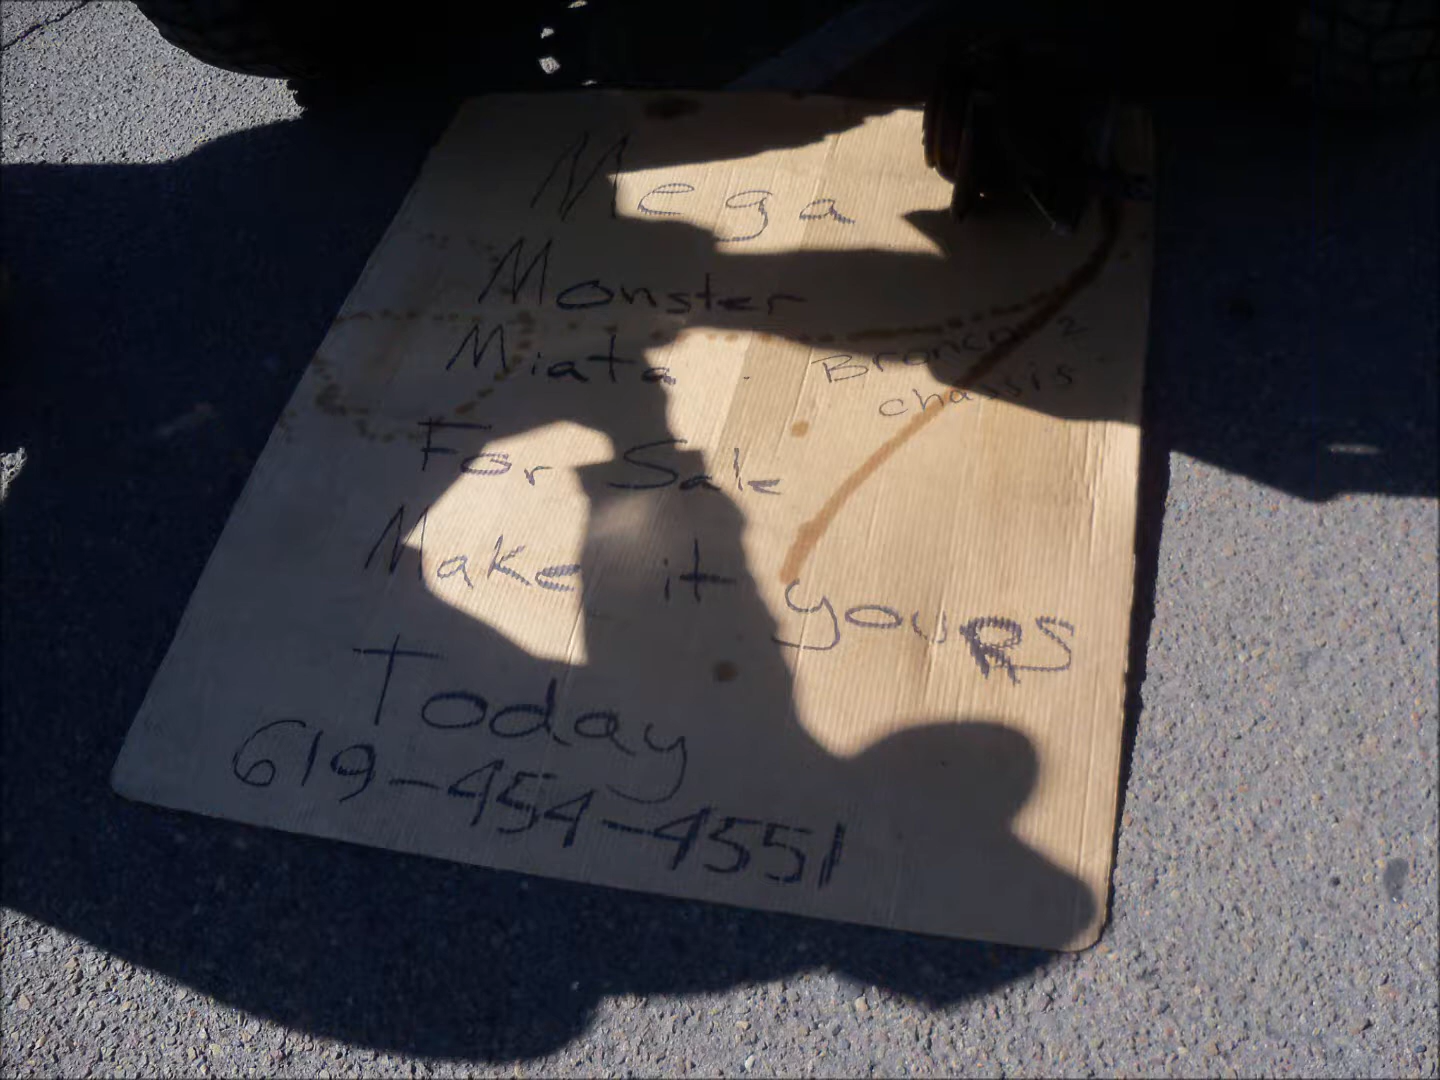 Mega
Monster
Miata
Bronco 2
chassis
For Sale
Make it yours
Today
619-454-4551